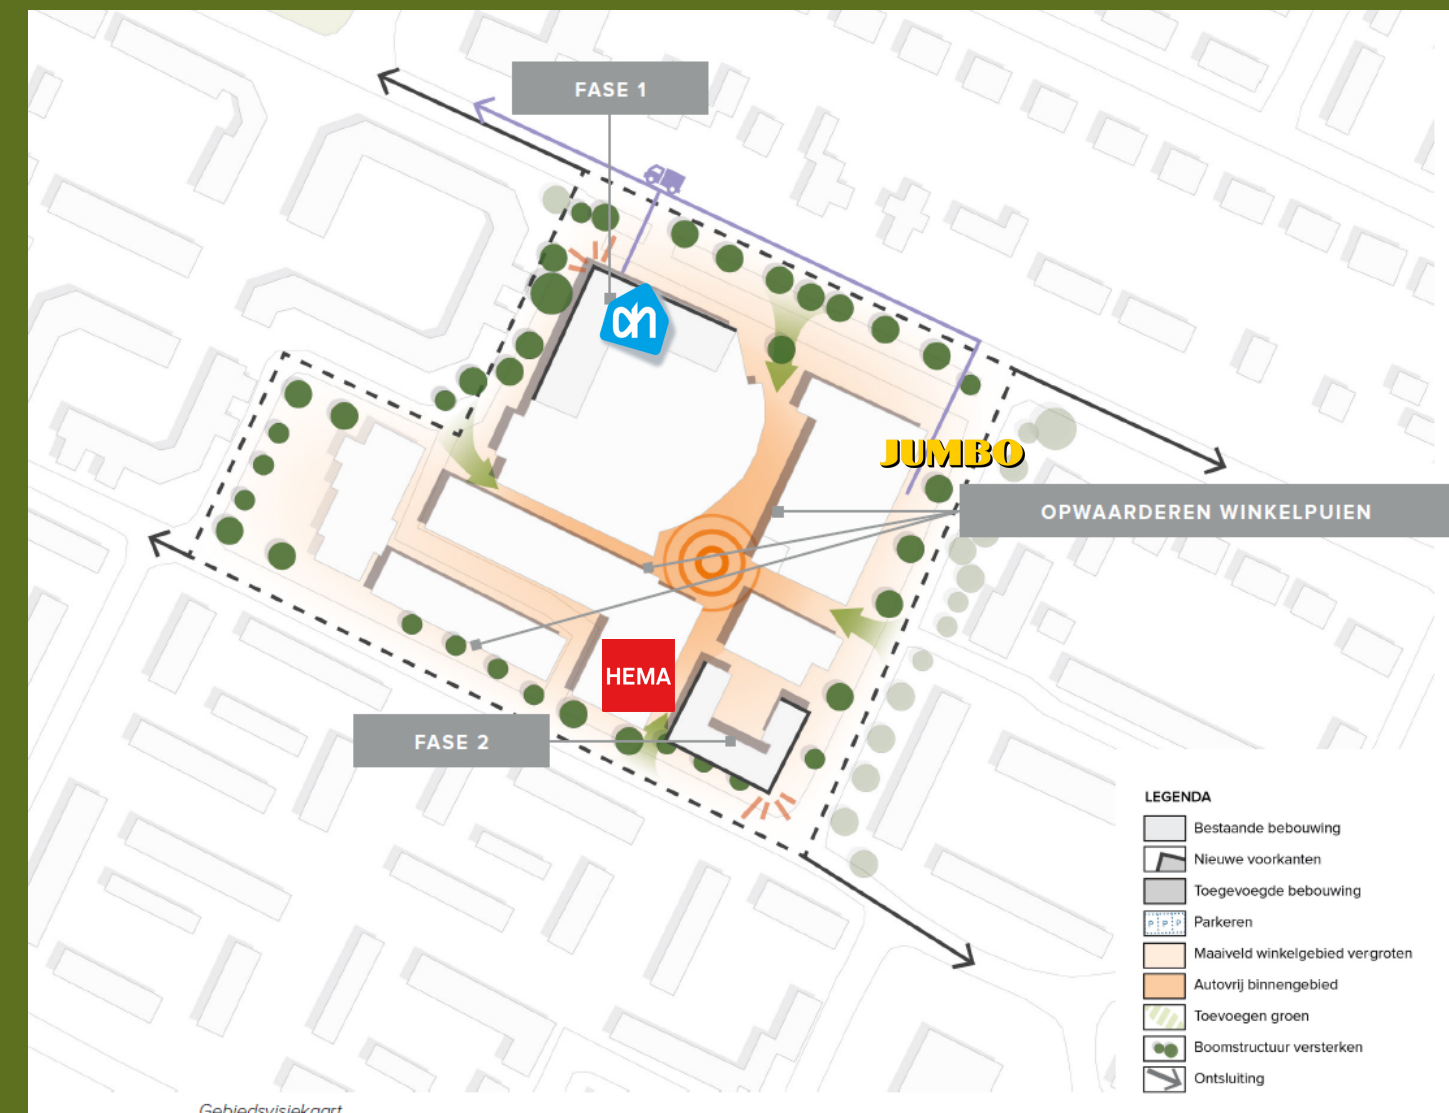 FASE 1
ah
JUMBO
OPWAARDEREN WINKELPUIEN
HEMA
FASE 2
LEGENDA
Bestaande bebouwing
Nieuwe voorkanten
Toegevoegde bebouwing
P P P
Parkeren
Maaiveld winkelgebied vergroten
Autovrij binnengebied
Toevoegen groen
Boomstructuur versterken
Ontsluiting
Gebiedsvisiekaart